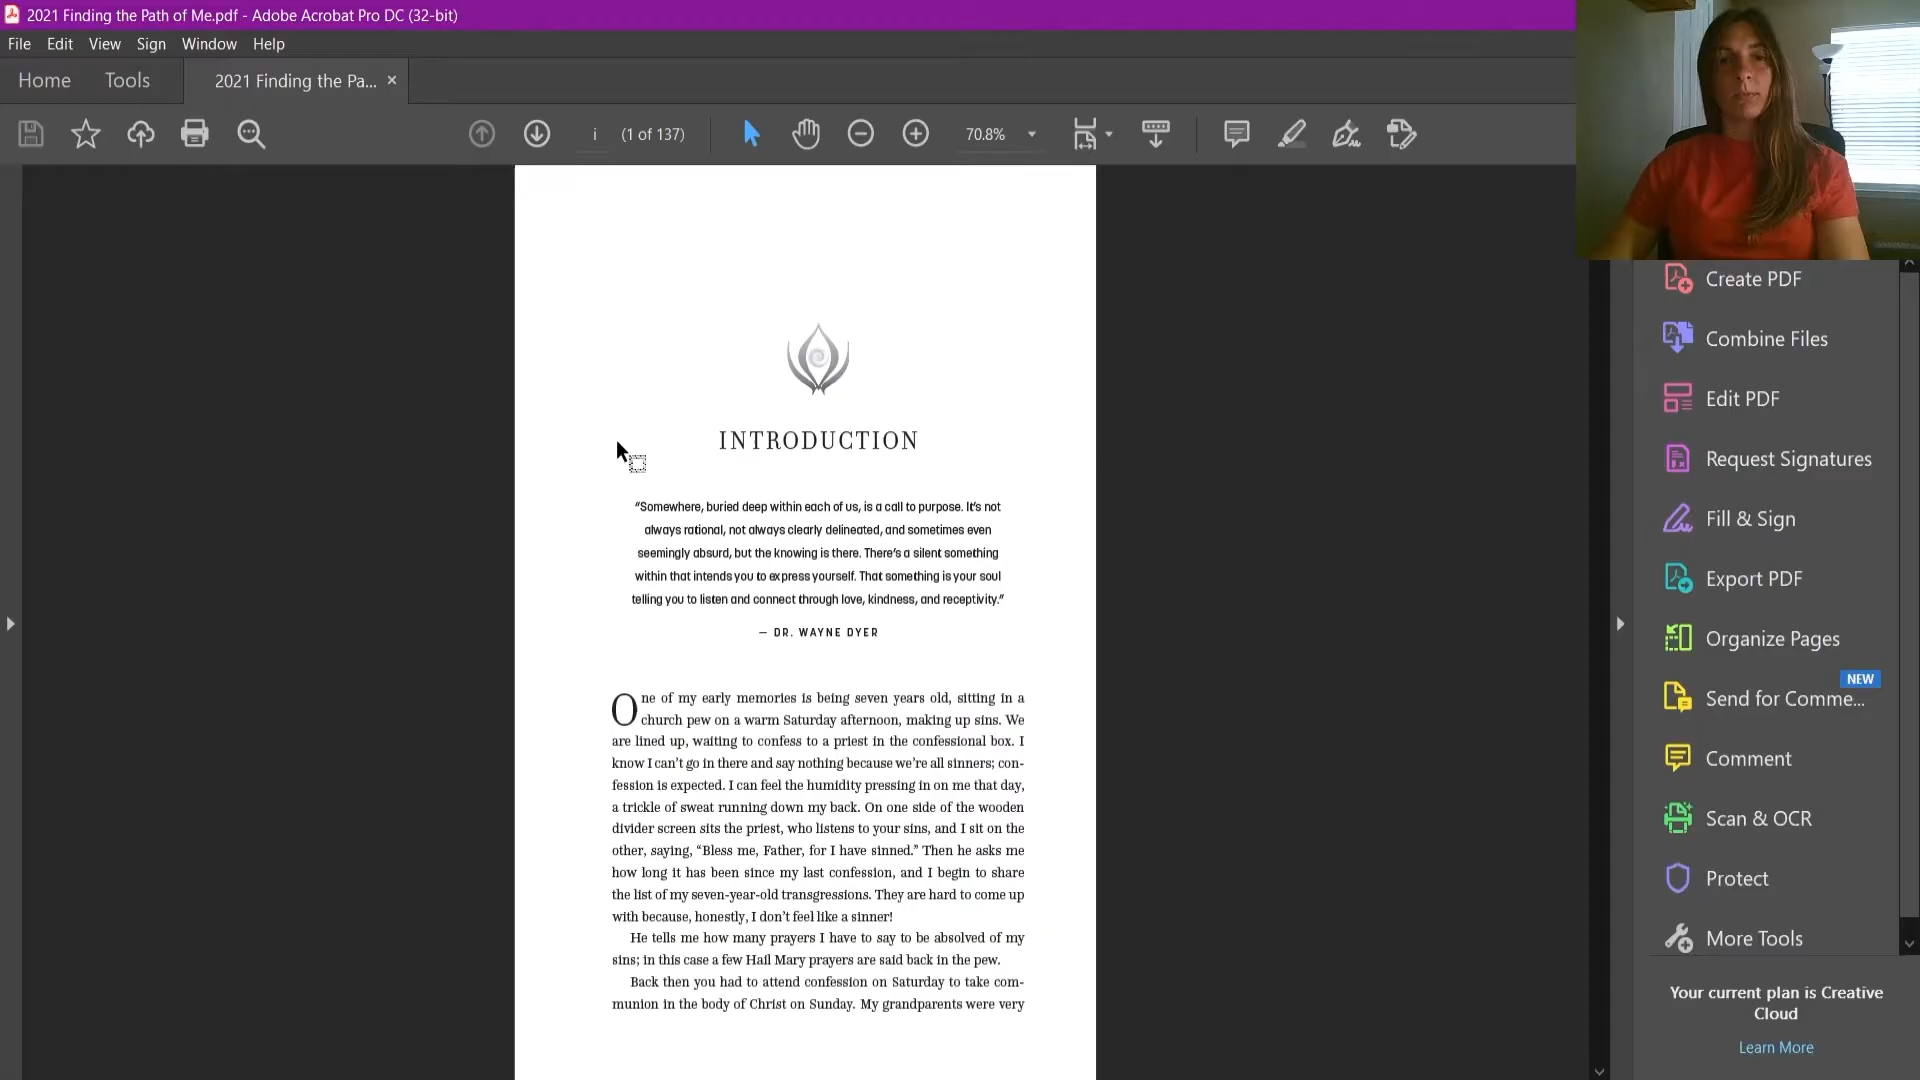 2021 Finding the Path of Me.pdf - Adobe Acrobat Pro DC (32-bit)
File Edit View Sign Window Help
Home Tools 2021 Finding the Pa... ×
i (1 of 137) 70.8%
INTRODUCTION
“Somewhere, buried deep within each of us, is a call to purpose. It’s not
always rational, not always clearly delineated, and sometimes even
seemingly absurd, but the knowing is there. There’s a silent something
within that intends you to express yourself. That something is your soul
telling you to listen and connect through love, kindness, and receptivity.”
— DR. WAYNE DYER
One of my early memories is being seven years old, sitting in a
church pew on a warm Saturday afternoon, making up sins. We
are lined up, waiting to confess to a priest in the confessional box. I
know I can’t go in there and say nothing because we’re all sinners; con-
fession is expected. I can feel the humidity pressing in on me that day,
a trickle of sweat running down my back. On one side of the wooden
divider screen sits the priest, who listens to your sins, and I sit on the
other, saying, “Bless me, Father, for I have sinned.” Then he asks me
how long it has been since my last confession, and I begin to share
the list of my seven-year-old transgressions. They are hard to come up
with because, honestly, I don’t feel like a sinner!
He tells me how many prayers I have to say to be absolved of my
sins; in this case a few Hail Mary prayers are said back in the pew.
Back then you had to attend confession on Saturday to take com-
munion in the body of Christ on Sunday. My grandparents were very
Create PDF
Combine Files
Edit PDF
Request Signatures
Fill & Sign
Export PDF
Organize Pages
NEW
Send for Comme...
Comment
Scan & OCR
Protect
More Tools
Your current plan is Creative
Cloud
Learn More